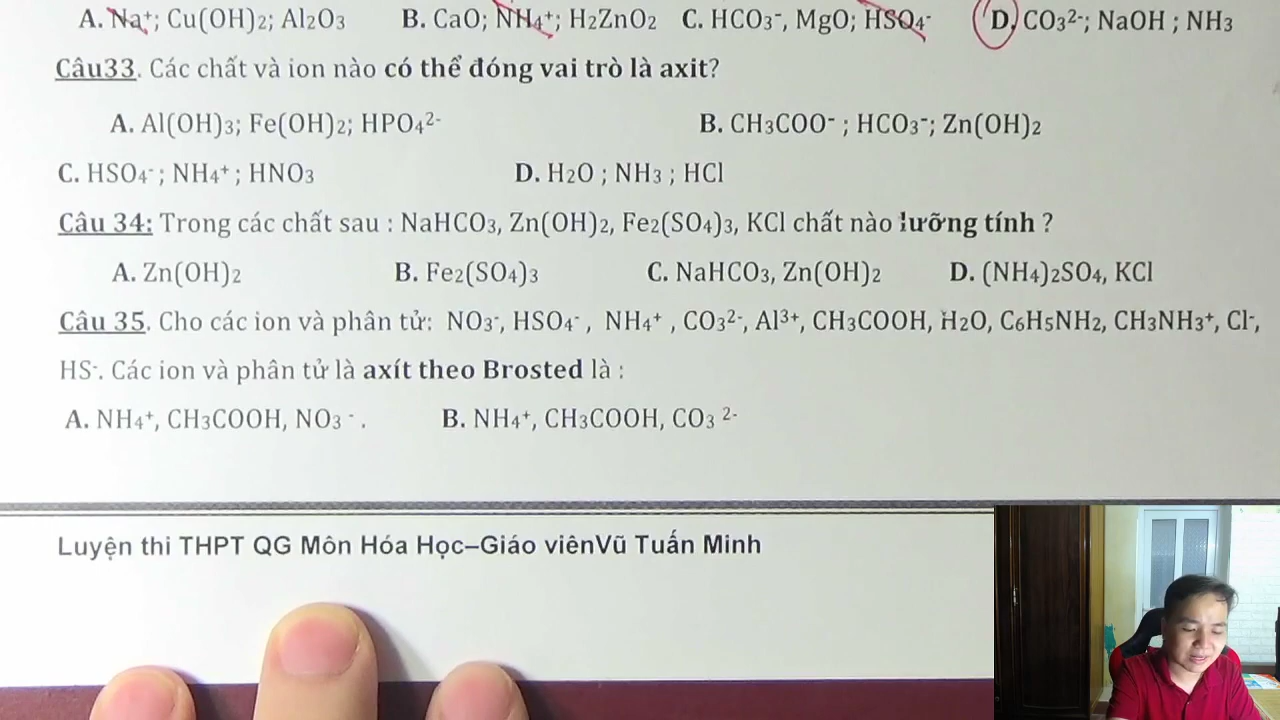 A. Na⁺; Cu(OH)₂; Al₂O₃ B. CaO; NH₄⁺; H₂ZnO₂ C. HCO₃⁻, MgO; HSO₄⁻ D. CO₃²⁻; NaOH ; NH₃
Câu33. Các chất và ion nào có thể đóng vai trò là axit?
A. Al(OH)₃; Fe(OH)₂; HPO₄²⁻ B. CH₃COO⁻ ; HCO₃⁻; Zn(OH)₂
C. HSO₄⁻ ; NH₄⁺ ; HNO₃ D. H₂O ; NH₃ ; HCl
Câu 34: Trong các chất sau : NaHCO₃, Zn(OH)₂, Fe₂(SO₄)₃, KCl chất nào lưỡng tính ?
A. Zn(OH)₂ B. Fe₂(SO₄)₃ C. NaHCO₃, Zn(OH)₂ D. (NH₄)₂SO₄, KCl
Câu 35. Cho các ion và phân tử: NO₃⁻, HSO₄⁻ , NH₄⁺ , CO₃²⁻, Al³⁺, CH₃COOH, H₂O, C₆H₅NH₂, CH₃NH₃⁺, Cl⁻,
HS⁻. Các ion và phân tử là axít theo Brosted là :
A. NH₄⁺, CH₃COOH, NO₃ ⁻ . B. NH₄⁺, CH₃COOH, CO₃ ²⁻
Luyện thi THPT QG Môn Hóa Học–Giáo viênVũ Tuấn Minh